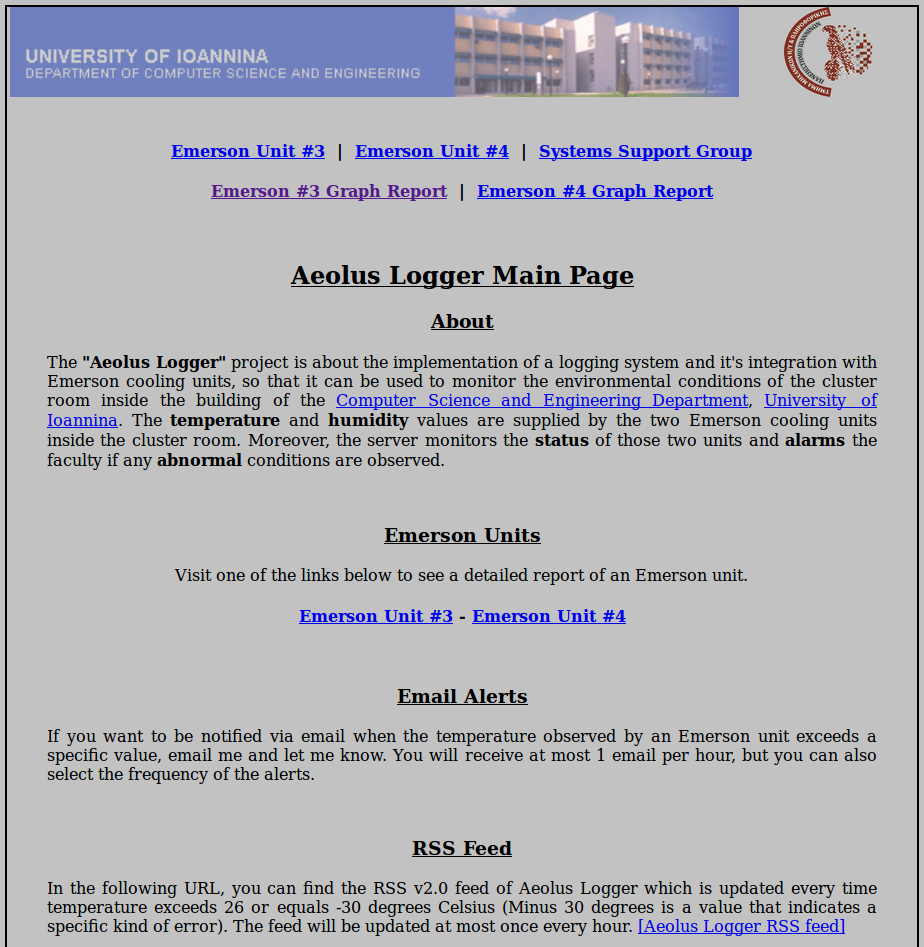 UNIVERSITY OF IOANNINA
DEPARTMENT OF COMPUTER SCIENCE AND ENGINEERING
ΤΜΗΜΑ ΜΗΧΑΝΙΚΩΝ Η/Υ & ΠΛΗΡΟΦΟΡΙΚΗΣ
ΠΑΝΕΠΙΣΤΗΜΙΟ ΙΩΑΝΝΙΝΩΝ
Emerson Unit #3 | Emerson Unit #4 | Systems Support Group
Emerson #3 Graph Report | Emerson #4 Graph Report
Aeolus Logger Main Page
About
The "Aeolus Logger" project is about the implementation of a logging system and it's integration with
Emerson cooling units, so that it can be used to monitor the environmental conditions of the cluster
room inside the building of the Computer Science and Engineering Department, University of
Ioannina. The temperature and humidity values are supplied by the two Emerson cooling units
inside the cluster room. Moreover, the server monitors the status of those two units and alarms the
faculty if any abnormal conditions are observed.
Emerson Units
Visit one of the links below to see a detailed report of an Emerson unit.
Emerson Unit #3 - Emerson Unit #4
Email Alerts
If you want to be notified via email when the temperature observed by an Emerson unit exceeds a
specific value, email me and let me know. You will receive at most 1 email per hour, but you can also
select the frequency of the alerts.
RSS Feed
In the following URL, you can find the RSS v2.0 feed of Aeolus Logger which is updated every time
temperature exceeds 26 or equals -30 degrees Celsius (Minus 30 degrees is a value that indicates a
specific kind of error). The feed will be updated at most once every hour. [Aeolus Logger RSS feed]